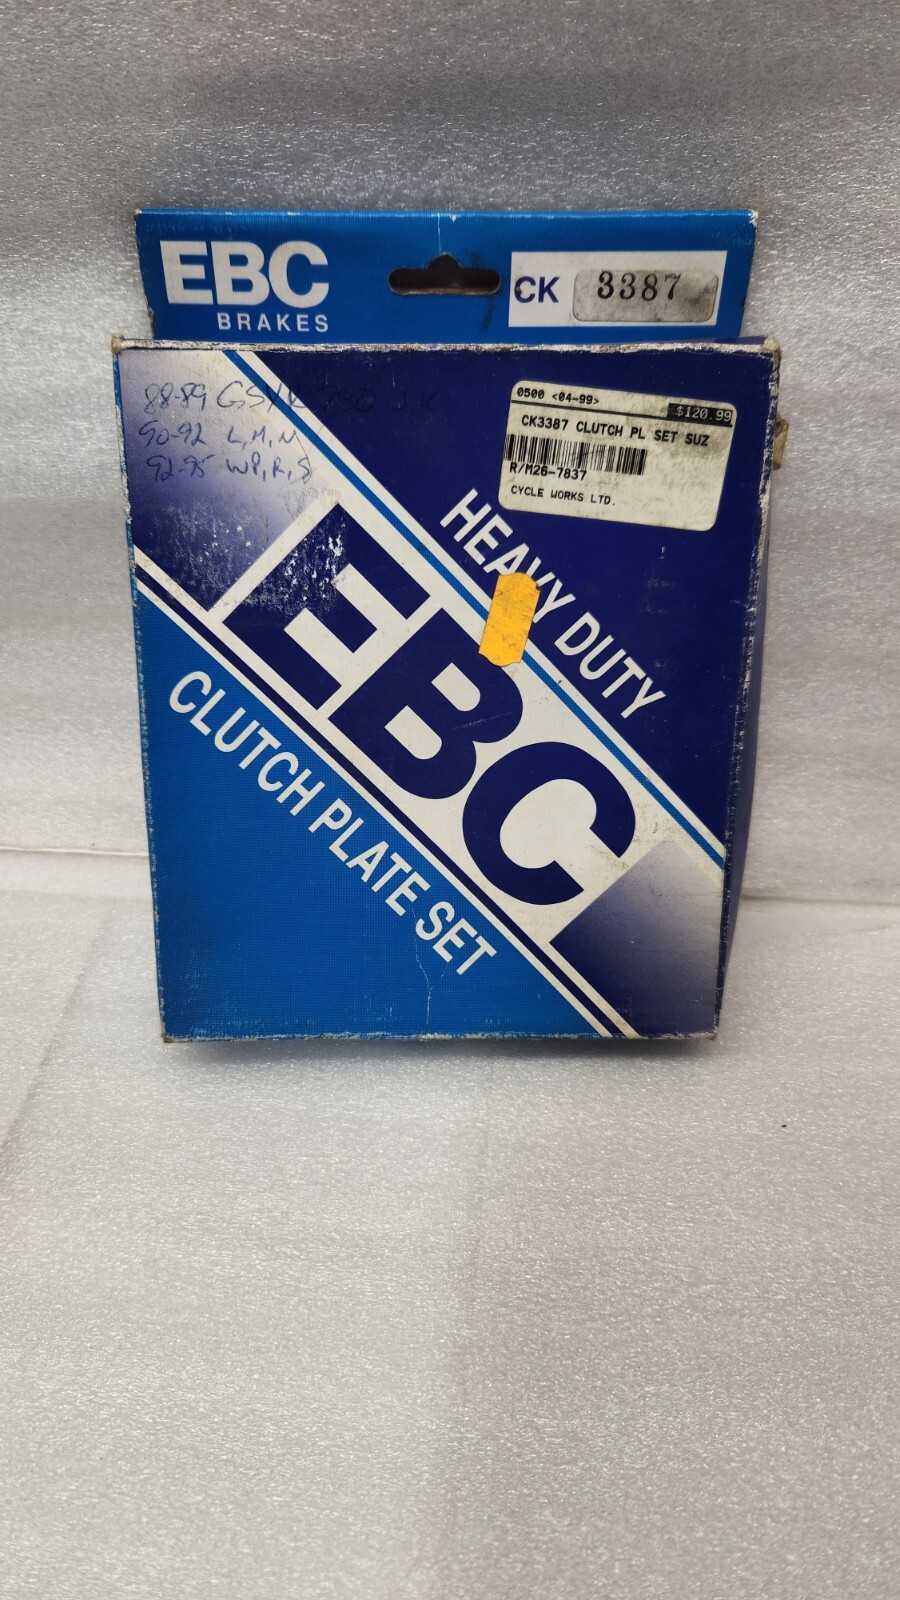 EBC
BRAKES
CK 3387
88-89 GSXR 750 J, K
90-92 L, M, N
92-95 WP, R, S
0500 <04-99>
$120.99
CK3387 CLUTCH PL SET SUZ
R/M26-7837
CYCLE WORKS LTD.
HEAVY DUTY
EBC
CLUTCH PLATE SET